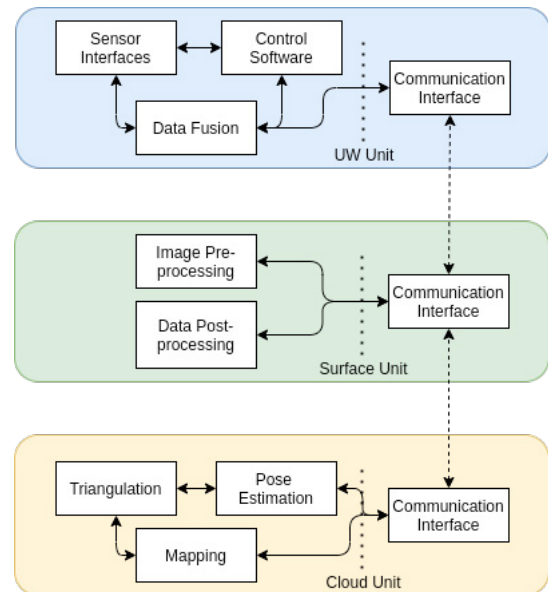 Sensor
Interfaces
Control
Software
Communication
Interface
Data Fusion
UW Unit
Image Pre-
processing
Communication
Interface
Data Post-
processing
Surface Unit
Triangulation
Pose
Estimation
Communication
Interface
Mapping
Cloud Unit